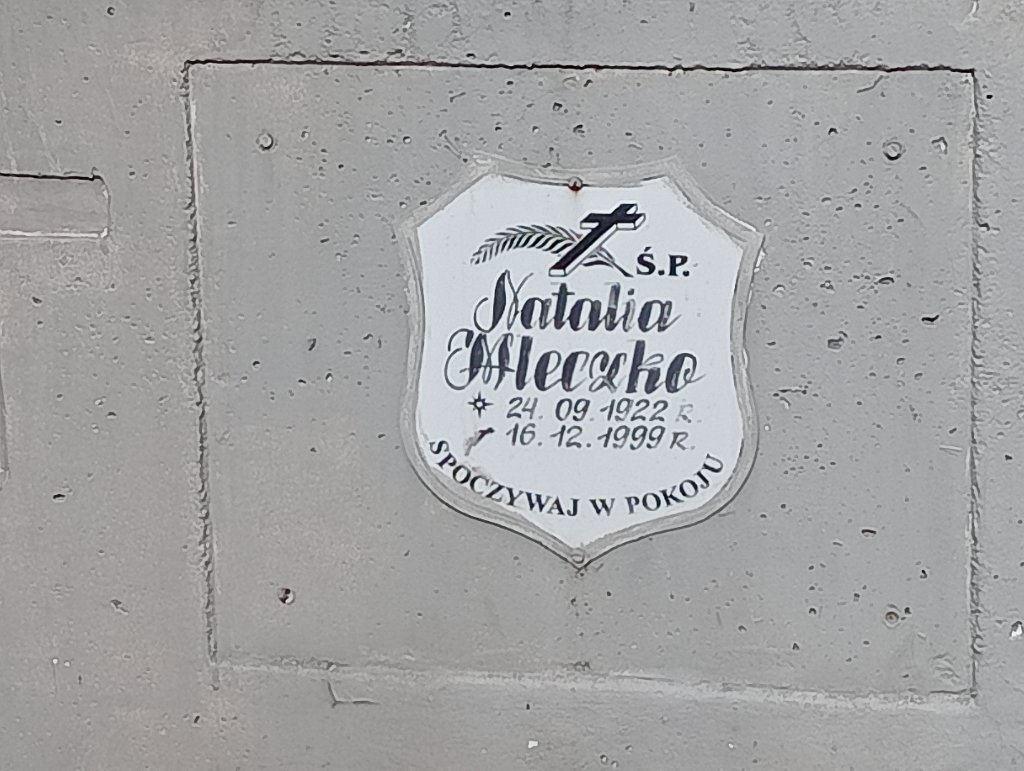 Ś.P.
Natalia
Mleczko
24. 09. 1922 R.
16. 12. 1999 R.
SPOCZYWAJ W POKOJU